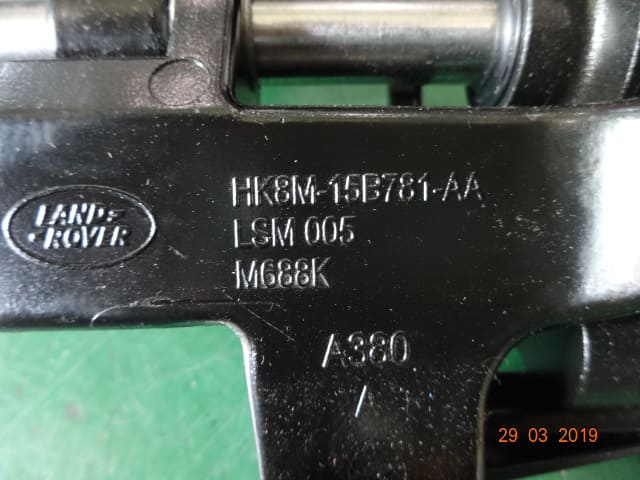 HK8M-15B781-AA
LAND-
-ROVER
LSM 005
M688K
A380
/
29 03 2019